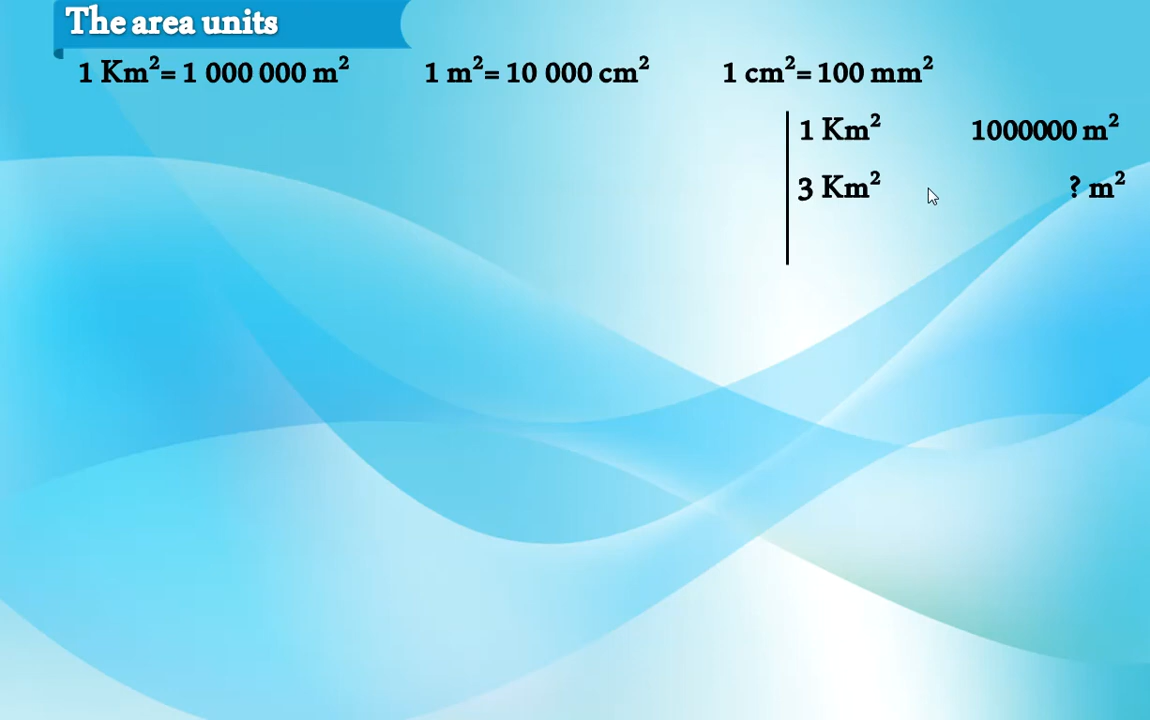 The area units
1 Km²= 1 000 000 m² 1 m²= 10 000 cm² 1 cm²= 100 mm²
1 Km² 1000000 m²
3 Km² ? m²